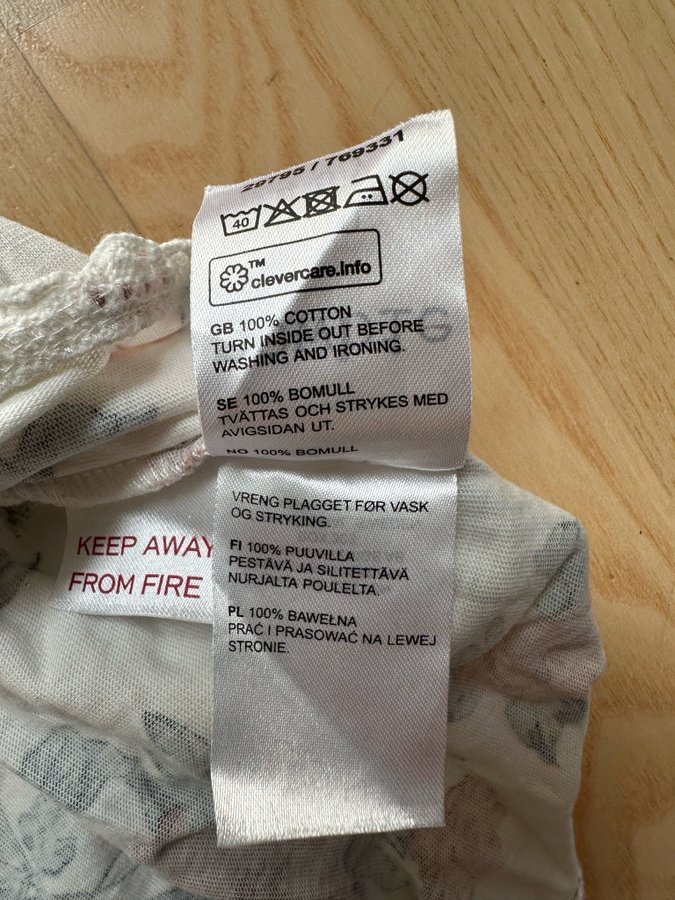 29795 / 769331
40
TM
clevercare.info
GB 100% COTTON
TURN INSIDE OUT BEFORE
WASHING AND IRONING.
SE 100% BOMULL
TVÄTTAS OCH STRYKES MED
AVIGSIDAN UT.
NO 100% BOMULL
VRENG PLAGGET FØR VASK
OG STRYKING.
FI 100% PUUVILLA
PESTÄVÄ JA SILITETTÄVÄ
NURJALTA POULELTA.
PL 100% BAWEŁNA
PRAĆ I PRASOWAĆ NA LEWEJ
STRONIE.
KEEP AWAY
FROM FIRE